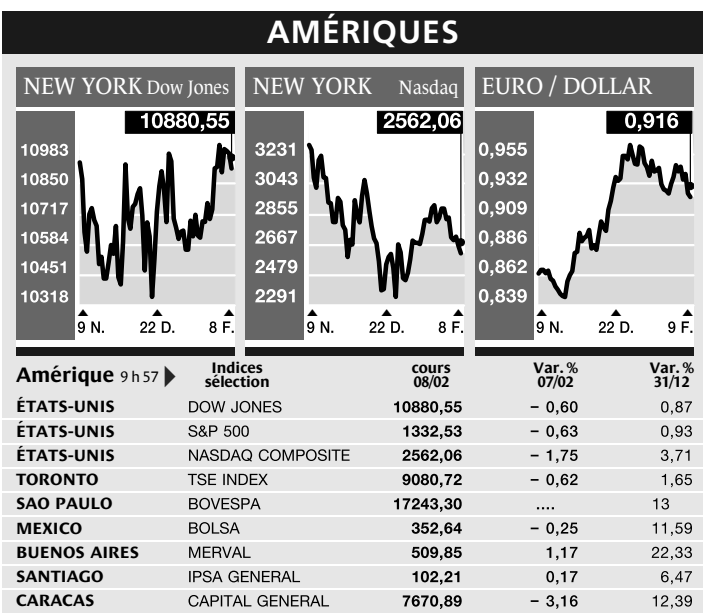 AMÉRIQUES
NEW YORK Dow Jones
10880,55
10983
10850
10717
10584
10451
10318
9 N. 22 D. 8 F.
NEW YORK Nasdaq
2562,06
3231
3043
2855
2667
2479
2291
9 N. 22 D. 8 F.
EURO / DOLLAR
0,916
0,955
0,932
0,909
0,886
0,862
0,839
9 N. 22 D. 9 F.
Amérique 9 h 57 Indices sélection cours 08/02 Var. % 07/02 Var. % 31/12
ÉTATS-UNIS DOW JONES 10880,55 – 0,60 0,87
ÉTATS-UNIS S&P 500 1332,53 – 0,63 0,93
ÉTATS-UNIS NASDAQ COMPOSITE 2562,06 – 1,75 3,71
TORONTO TSE INDEX 9080,72 – 0,62 1,65
SAO PAULO BOVESPA 17243,30 .... 13
MEXICO BOLSA 352,64 – 0,25 11,59
BUENOS AIRES MERVAL 509,85 1,17 22,33
SANTIAGO IPSA GENERAL 102,21 0,17 6,47
CARACAS CAPITAL GENERAL 7670,89 – 3,16 12,39